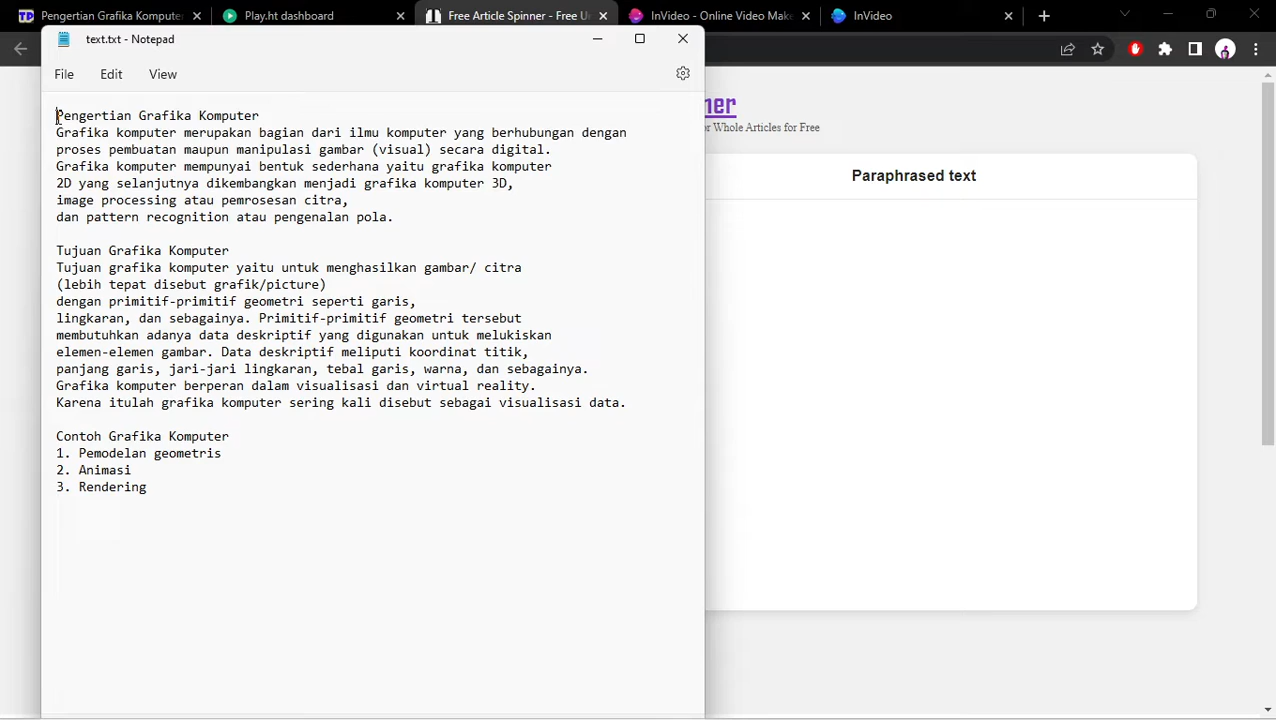 Pengertian Grafika Komputer
Play.ht dashboard
Free Article Spinner - Free U
InVideo - Online Video Make
InVideo
text.txt - Notepad
File Edit View
ner
or Whole Articles for Free
Paraphrased text
Pengertian Grafika Komputer
Grafika komputer merupakan bagian dari ilmu komputer yang berhubungan dengan
proses pembuatan maupun manipulasi gambar (visual) secara digital.
Grafika komputer mempunyai bentuk sederhana yaitu grafika komputer
2D yang selanjutnya dikembangkan menjadi grafika komputer 3D,
image processing atau pemrosesan citra,
dan pattern recognition atau pengenalan pola.
Tujuan Grafika Komputer
Tujuan grafika komputer yaitu untuk menghasilkan gambar/ citra
(lebih tepat disebut grafik/picture)
dengan primitif-primitif geometri seperti garis,
lingkaran, dan sebagainya. Primitif-primitif geometri tersebut
membutuhkan adanya data deskriptif yang digunakan untuk melukiskan
elemen-elemen gambar. Data deskriptif meliputi koordinat titik,
panjang garis, jari-jari lingkaran, tebal garis, warna, dan sebagainya.
Grafika komputer berperan dalam visualisasi dan virtual reality.
Karena itulah grafika komputer sering kali disebut sebagai visualisasi data.
Contoh Grafika Komputer
1. Pemodelan geometris
2. Animasi
3. Rendering